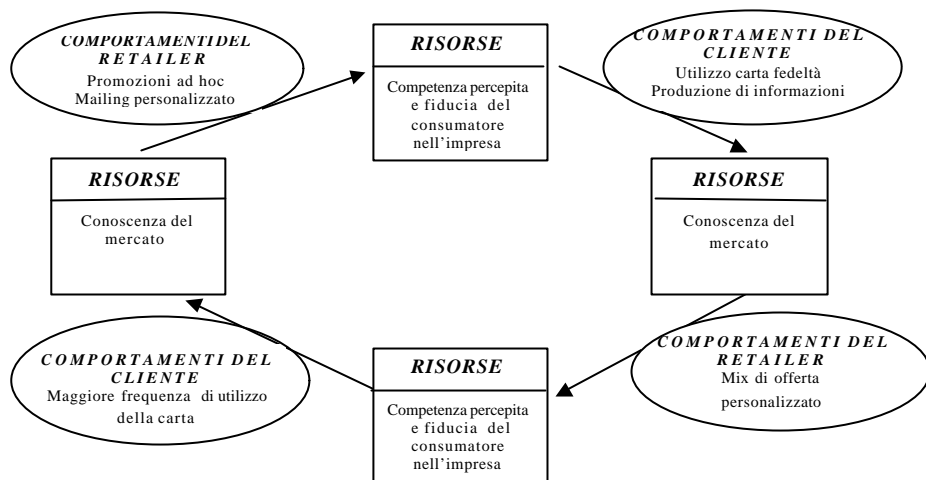 COMPORTAMENTI DEL
RETAILER
Promozioni ad hoc
Mailing personalizzato
RISORSE
Competenza percepita
e fiducia del
consumatore
nell'impresa
COMPORTAMENTI DEL
CLIENTE
Utilizzo carta fedeltà
Produzione di informazioni
RISORSE
Conoscenza del
mercato
RISORSE
Conoscenza del
mercato
COMPORTAMENTI DEL
CLIENTE
Maggiore frequenza di utilizzo
della carta
RISORSE
Competenza percepita
e fiducia del
consumatore
nell'impresa
COMPORTAMENTI DEL
RETAILER
Mix di offerta
personalizzato